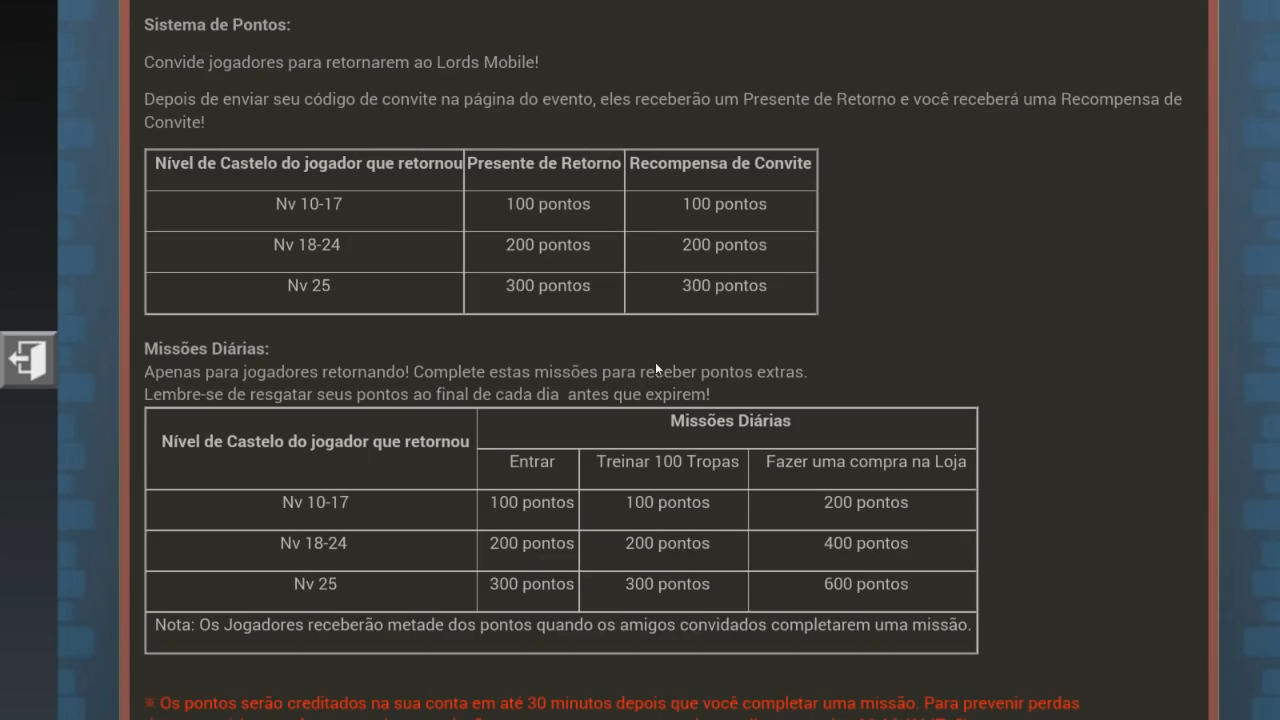 Sistema de Pontos:
Convide jogadores para retornarem ao Lords Mobile!
Depois de enviar seu código de convite na página do evento, eles receberão um Presente de Retorno e você receberá uma Recompensa de
Convite!
Nível de Castelo do jogador que retornou Presente de Retorno Recompensa de Convite
Nv 10-17 100 pontos 100 pontos
Nv 18-24 200 pontos 200 pontos
Nv 25 300 pontos 300 pontos
Missões Diárias:
Apenas para jogadores retornando! Complete estas missões para receber pontos extras.
Lembre-se de resgatar seus pontos ao final de cada dia  antes que expirem!
Missões Diárias
Nível de Castelo do jogador que retornou
Entrar Treinar 100 Tropas Fazer uma compra na Loja
Nv 10-17 100 pontos 100 pontos 200 pontos
Nv 18-24 200 pontos 200 pontos 400 pontos
Nv 25 300 pontos 300 pontos 600 pontos
Nota: Os Jogadores receberão metade dos pontos quando os amigos convidados completarem uma missão.
※ Os pontos serão creditados na sua conta em até 30 minutos depois que você completar uma missão. Para prevenir perdas